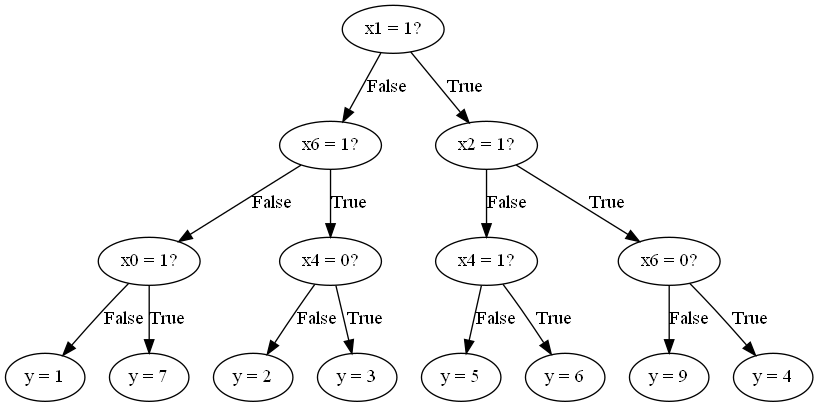 x1 = 1?
False
True
x6 = 1?
x2 = 1?
False
True
False
True
x0 = 1?
x4 = 0?
x4 = 1?
x6 = 0?
False
True
False
True
False
True
False
True
y = 1
y = 7
y = 2
y = 3
y = 5
y = 6
y = 9
y = 4